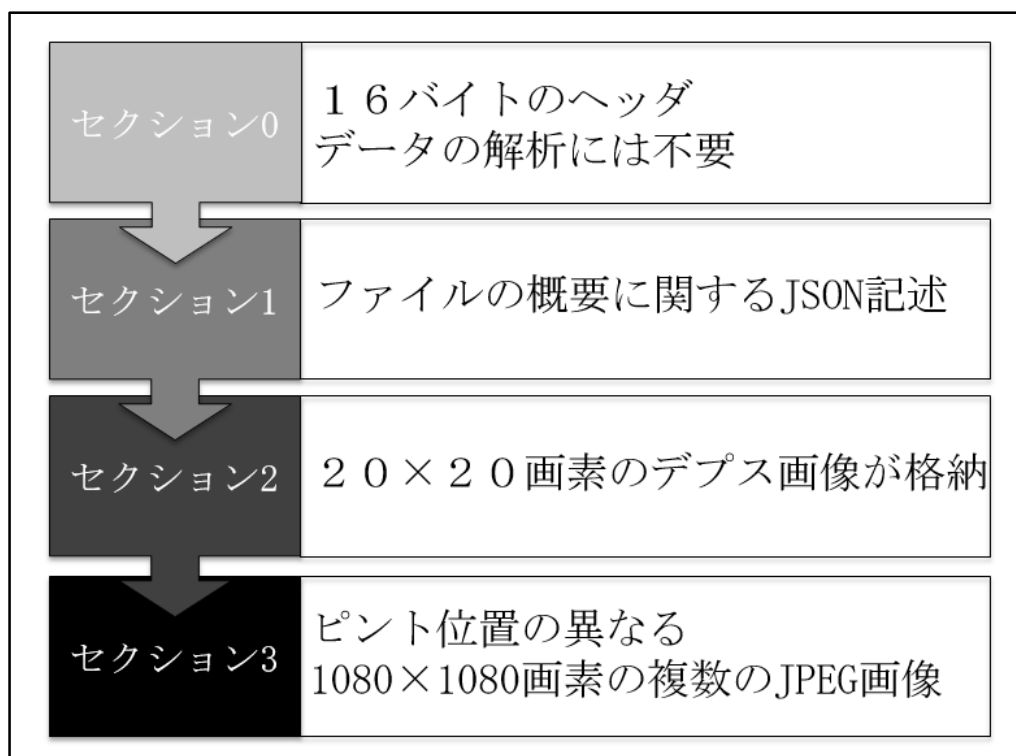 セクション0
１６バイトのヘッダ
データの解析には不要
セクション1
ファイルの概要に関するJSON記述
セクション2
２０×２０画素のデプス画像が格納
セクション3
ピント位置の異なる
1080×1080画素の複数のJPEG画像